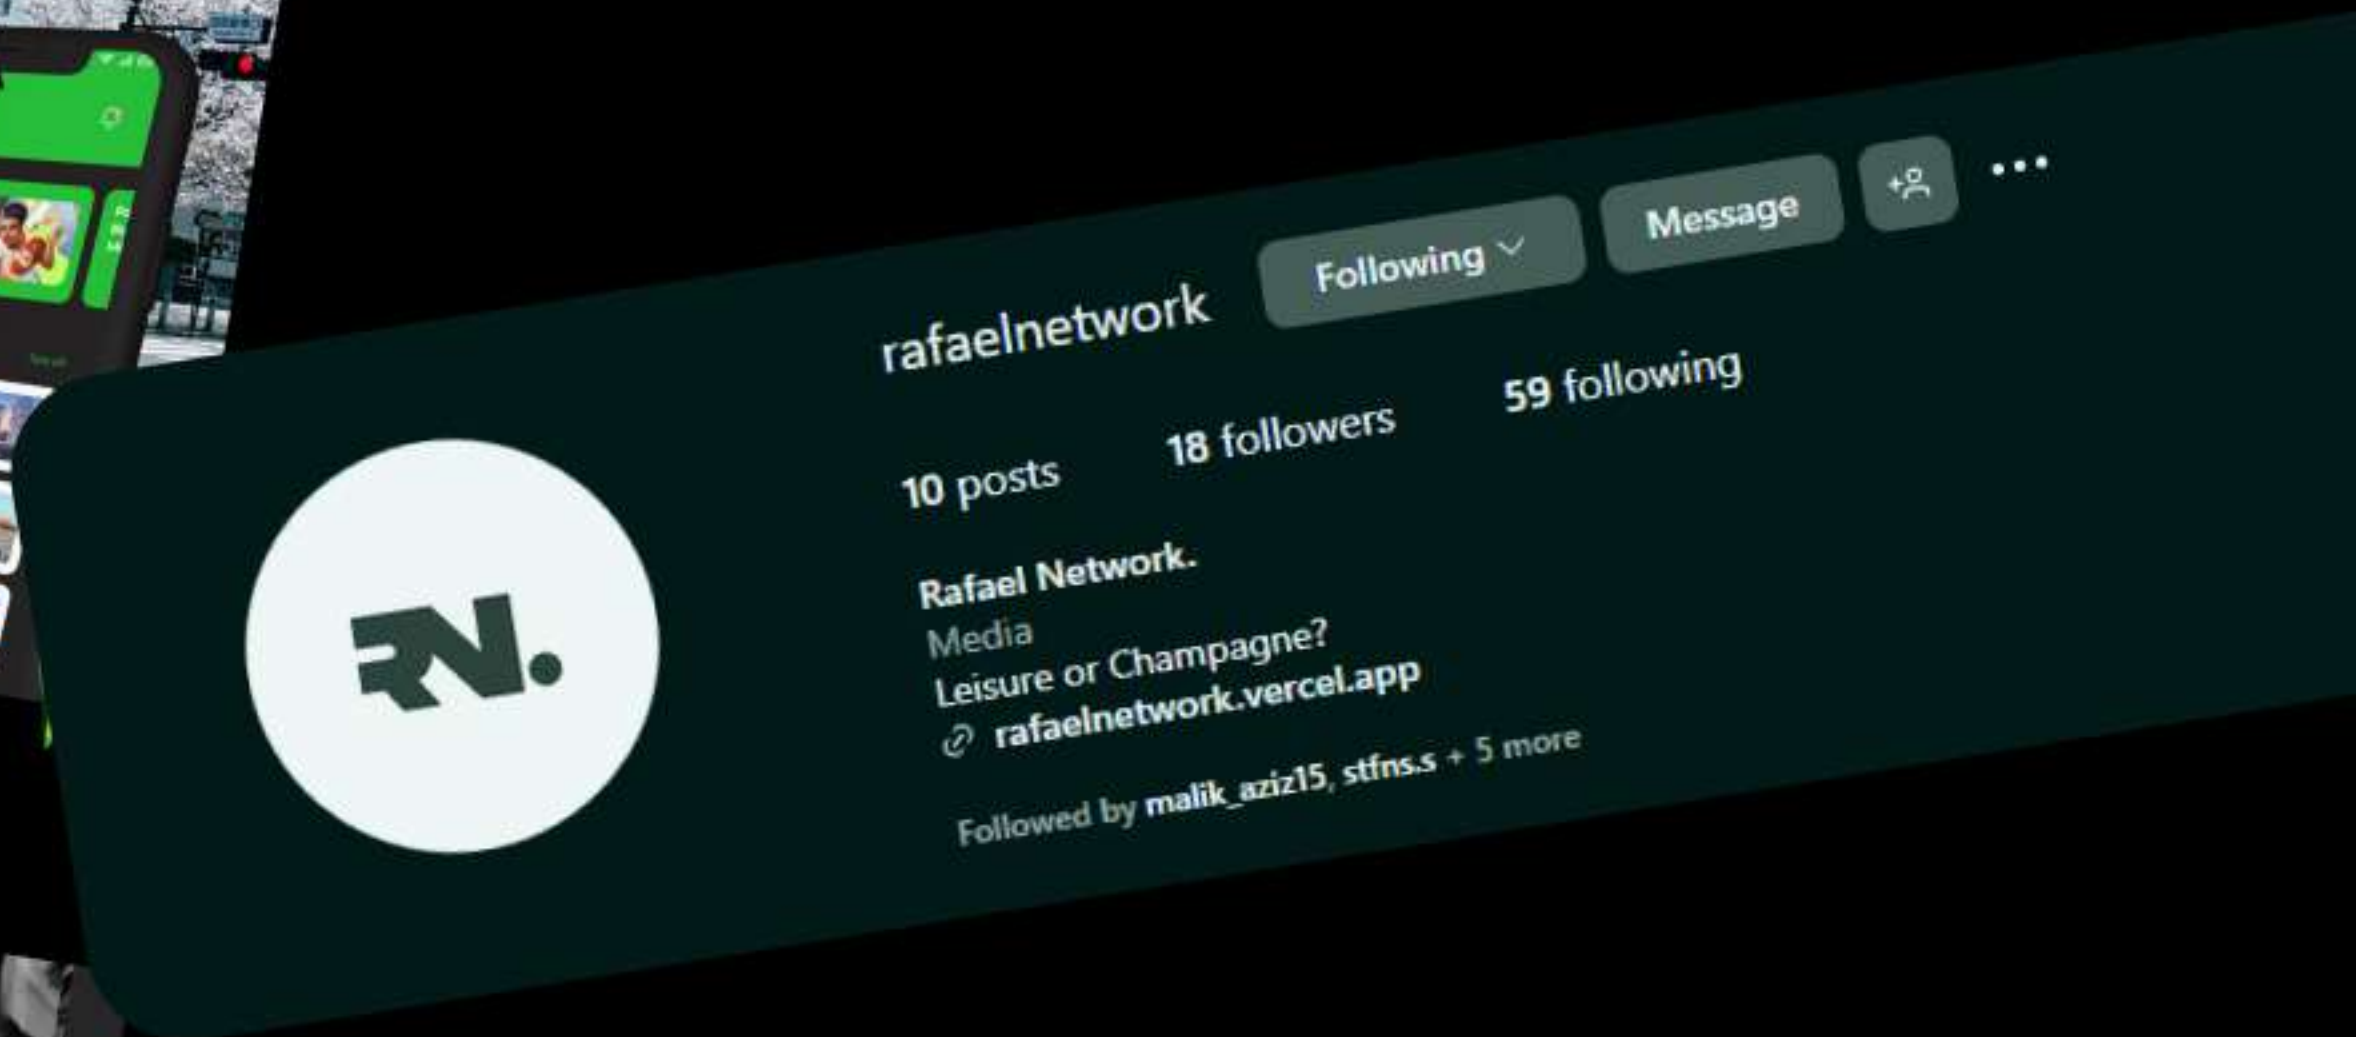 rafaelnetwork Following Message
10 posts 18 followers 59 following
Rafael Network.
Media
Leisure or Champagne?
rafaelnetwork.vercel.app
Followed by malik_aziz15, stfns.s + 5 more
RN.